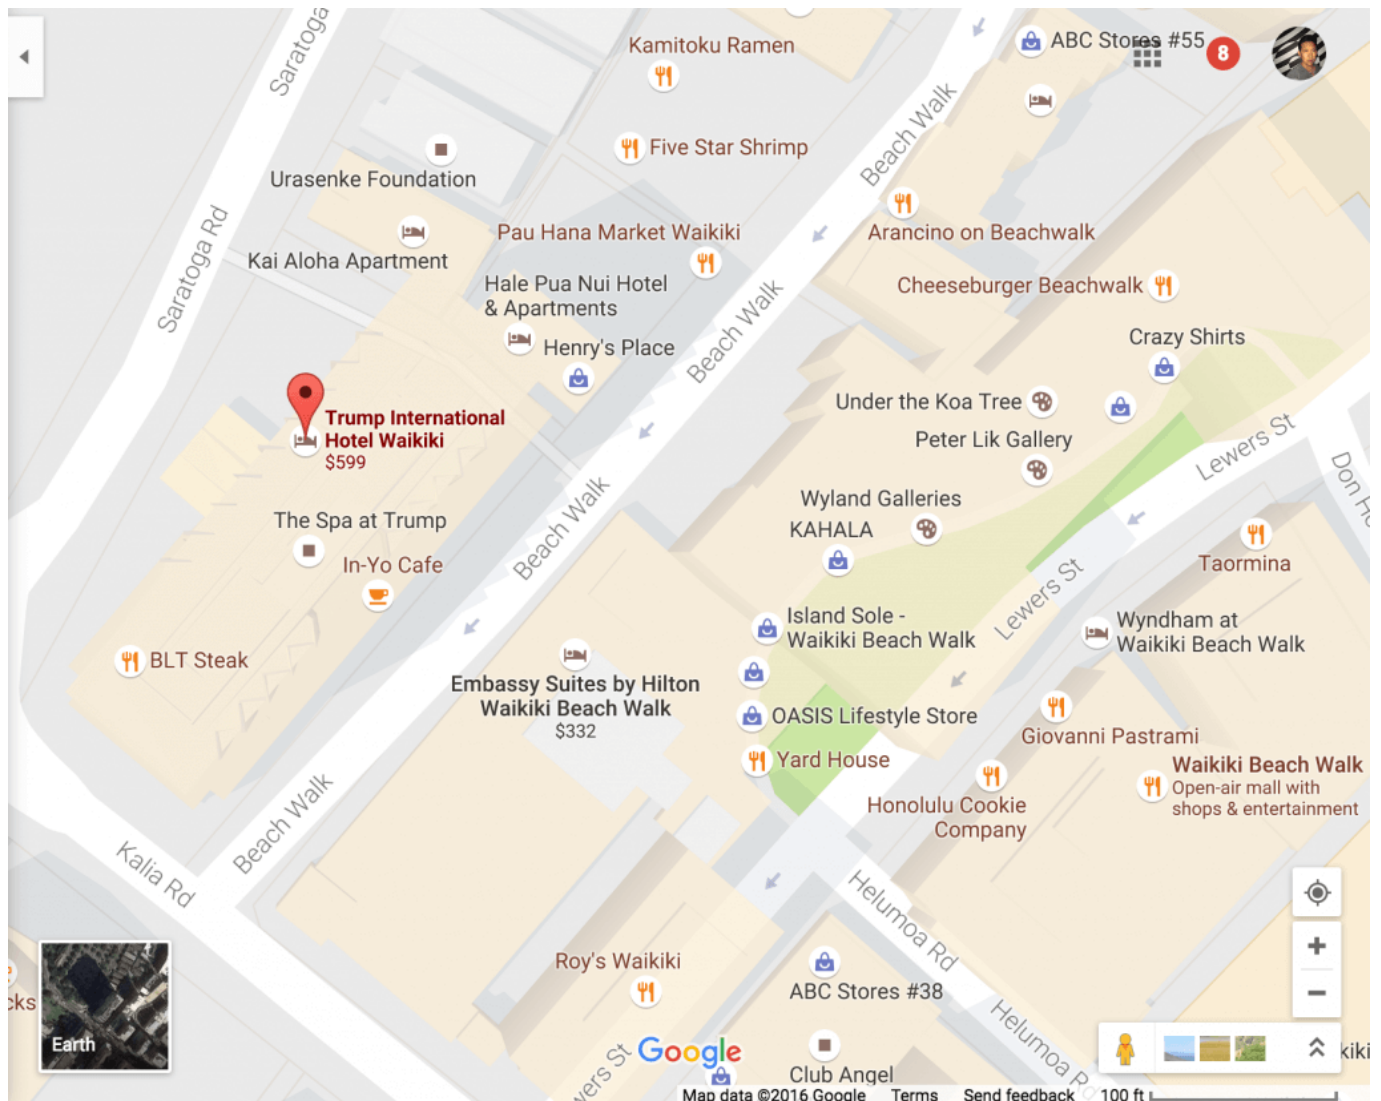 Saratoga
Kamitoku Ramen
ABC Stores #55
8
Beach Walk
Five Star Shrimp
Urasenke Foundation
Saratoga Rd
Pau Hana Market Waikiki
Arancino on Beachwalk
Kai Aloha Apartment
Hale Pua Nui Hotel
& Apartments
Cheeseburger Beachwalk
Beach Walk
Henry's Place
Crazy Shirts
Under the Koa Tree
Trump International
Hotel Waikiki
$599
Peter Lik Gallery
Lewers St
Don H
Wyland Galleries
KAHALA
The Spa at Trump
Beach Walk
In-Yo Cafe
Taormina
Lewers St
Island Sole -
Waikiki Beach Walk
Wyndham at
Waikiki Beach Walk
BLT Steak
Embassy Suites by Hilton
Waikiki Beach Walk
$332
OASIS Lifestyle Store
Giovanni Pastrami
Yard House
Waikiki Beach Walk
Open-air mall with
shops & entertainment
Honolulu Cookie
Company
Beach Walk
Kalia Rd
Helumoa Rd
Roy's Waikiki
ABC Stores #38
cks
Earth
Helumoa Rd
Google
wers St
Club Angel
kiki
Map data ©2016 Google Terms Send feedback 100 ft